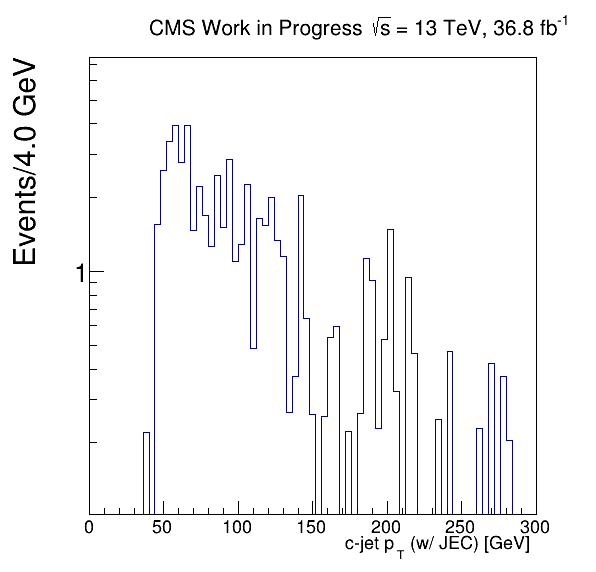 CMS Work in Progress √s = 13 TeV, 36.8 fb⁻¹
Events/4.0 GeV
1
0 50 100 150 200 250 300
c-jet p_T (w/ JEC) [GeV]